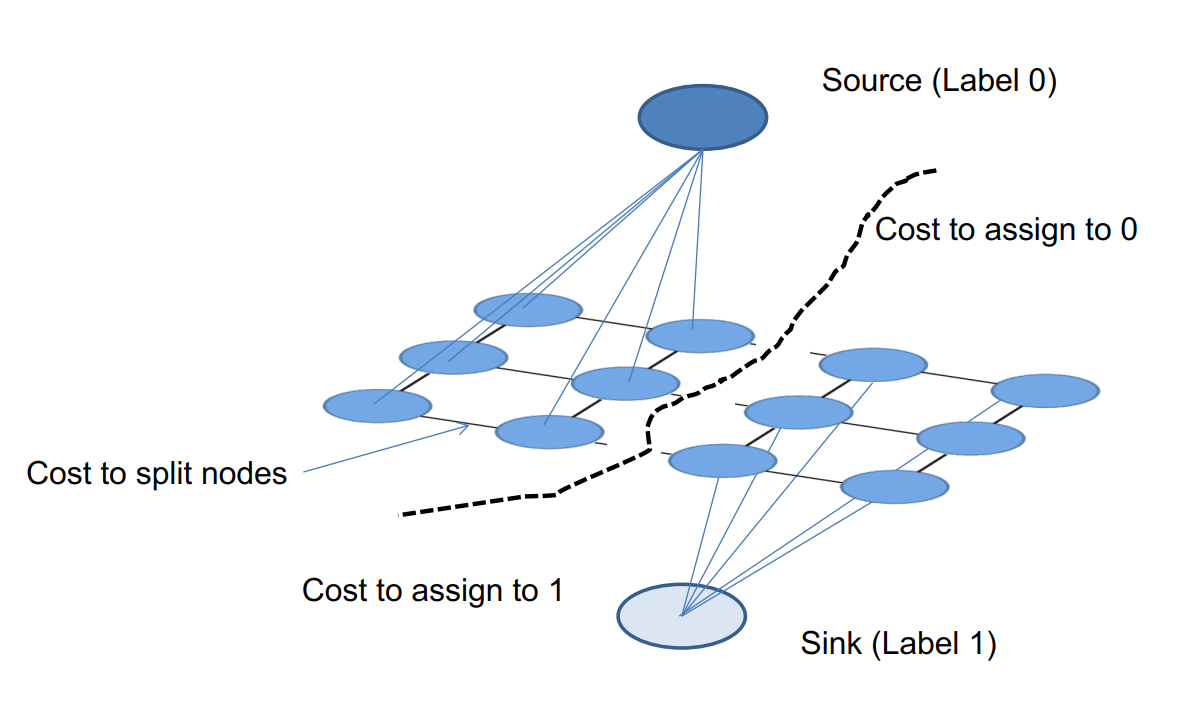 Source (Label 0)
Cost to assign to 0
Cost to split nodes
Cost to assign to 1
Sink (Label 1)